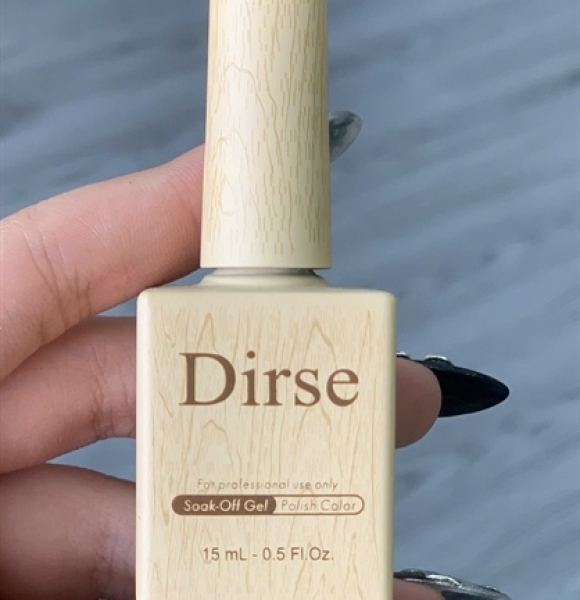 Dirse
For professional use only
Soak-Off Gel Polish Color
15 mL - 0.5 Fl.Oz.